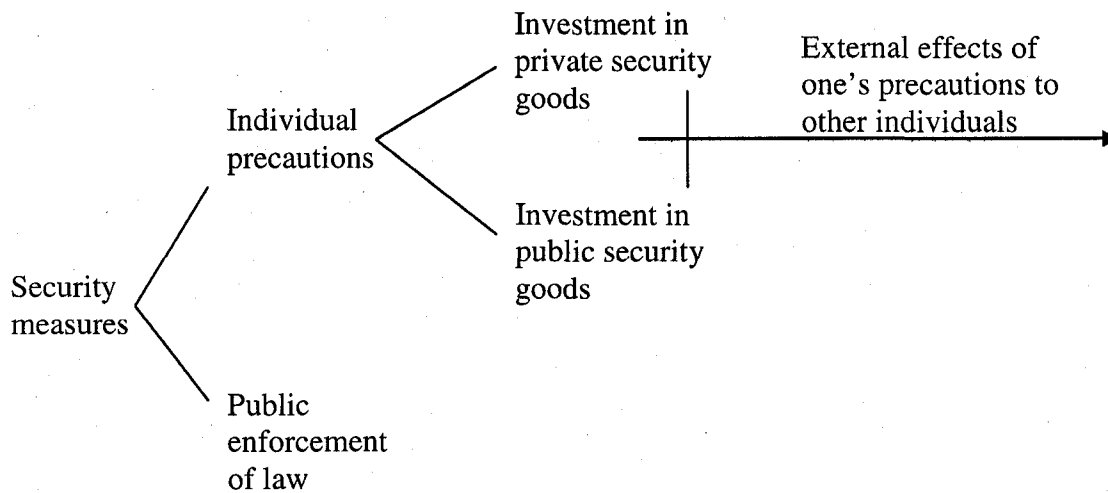 Security
measures
Individual
precautions
Public
enforcement
of law
Investment in
private security
goods
Investment in
public security
goods
External effects of
one's precautions to
other individuals